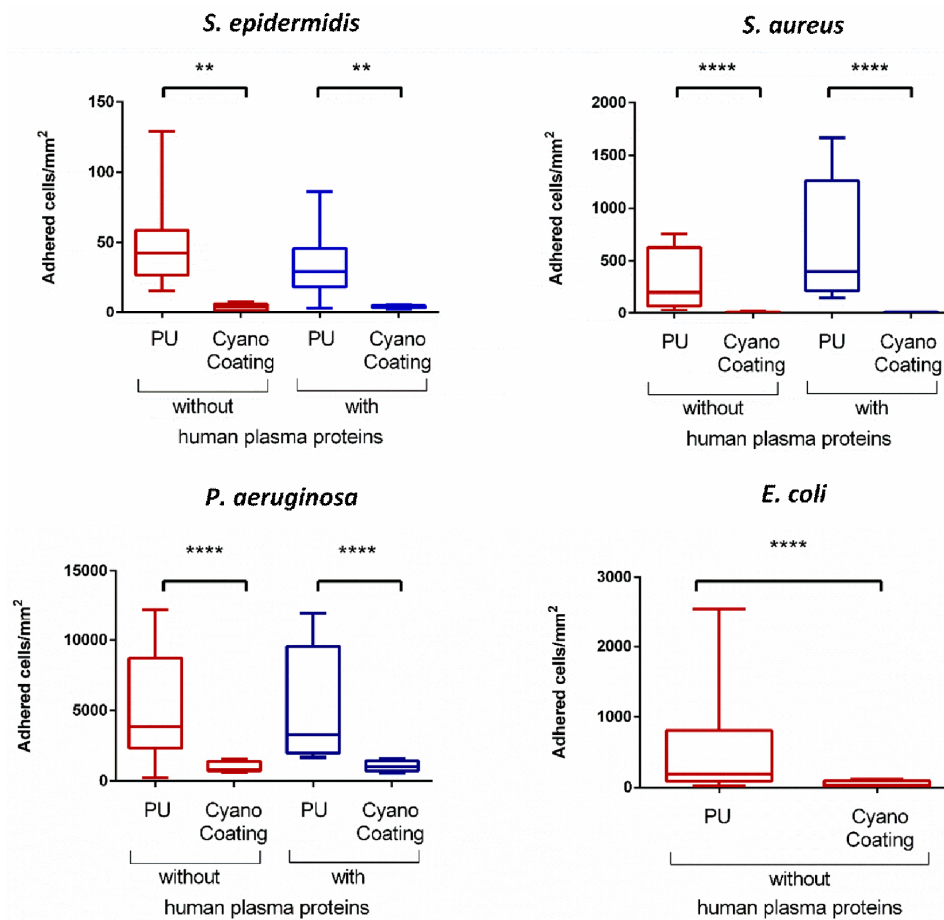 S. epidermidis
**
**
150
100
50
0
Adhered cells/mm²
PU
Cyano
Coating
PU
Cyano
Coating
without
with
human plasma proteins
S. aureus
****
****
2000
1500
1000
500
0
Adhered cells/mm²
PU
Cyano
Coating
PU
Cyano
Coating
without
with
human plasma proteins
P. aeruginosa
****
****
15000
10000
5000
0
Adhered cells/mm²
PU
Cyano
Coating
PU
Cyano
Coating
without
with
human plasma proteins
E. coli
****
3000
2000
1000
0
Adhered cells/mm²
PU
Cyano
Coating
without
human plasma proteins